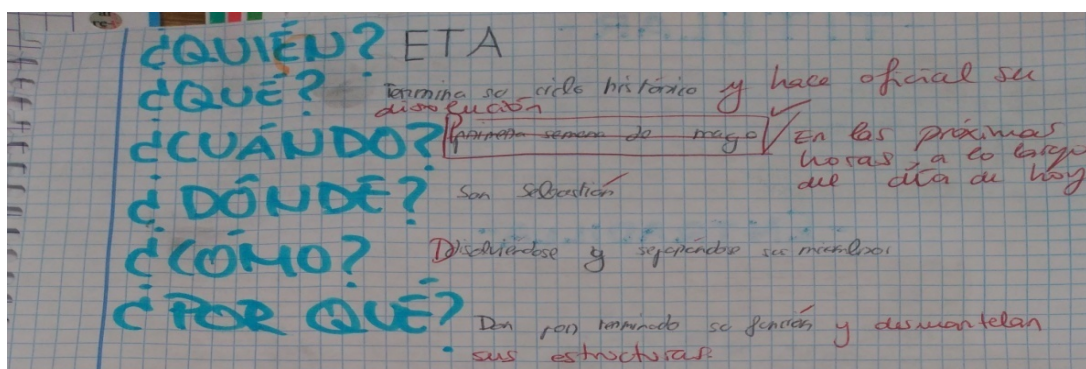 ¿QUIÉN? ETA
¿QUÉ? Termina su ciclo histórico y hace oficial su
disolución
¿CUÁNDO? primera semana de mayo En las próximas
horas, a lo largo
del día de hoy
¿DÓNDE? San Sebastián
¿CÓMO? Disolviéndose y separándose sus miembros
¿POR QUÉ? Dan por terminado su función y desmantelan
sus estructuras.